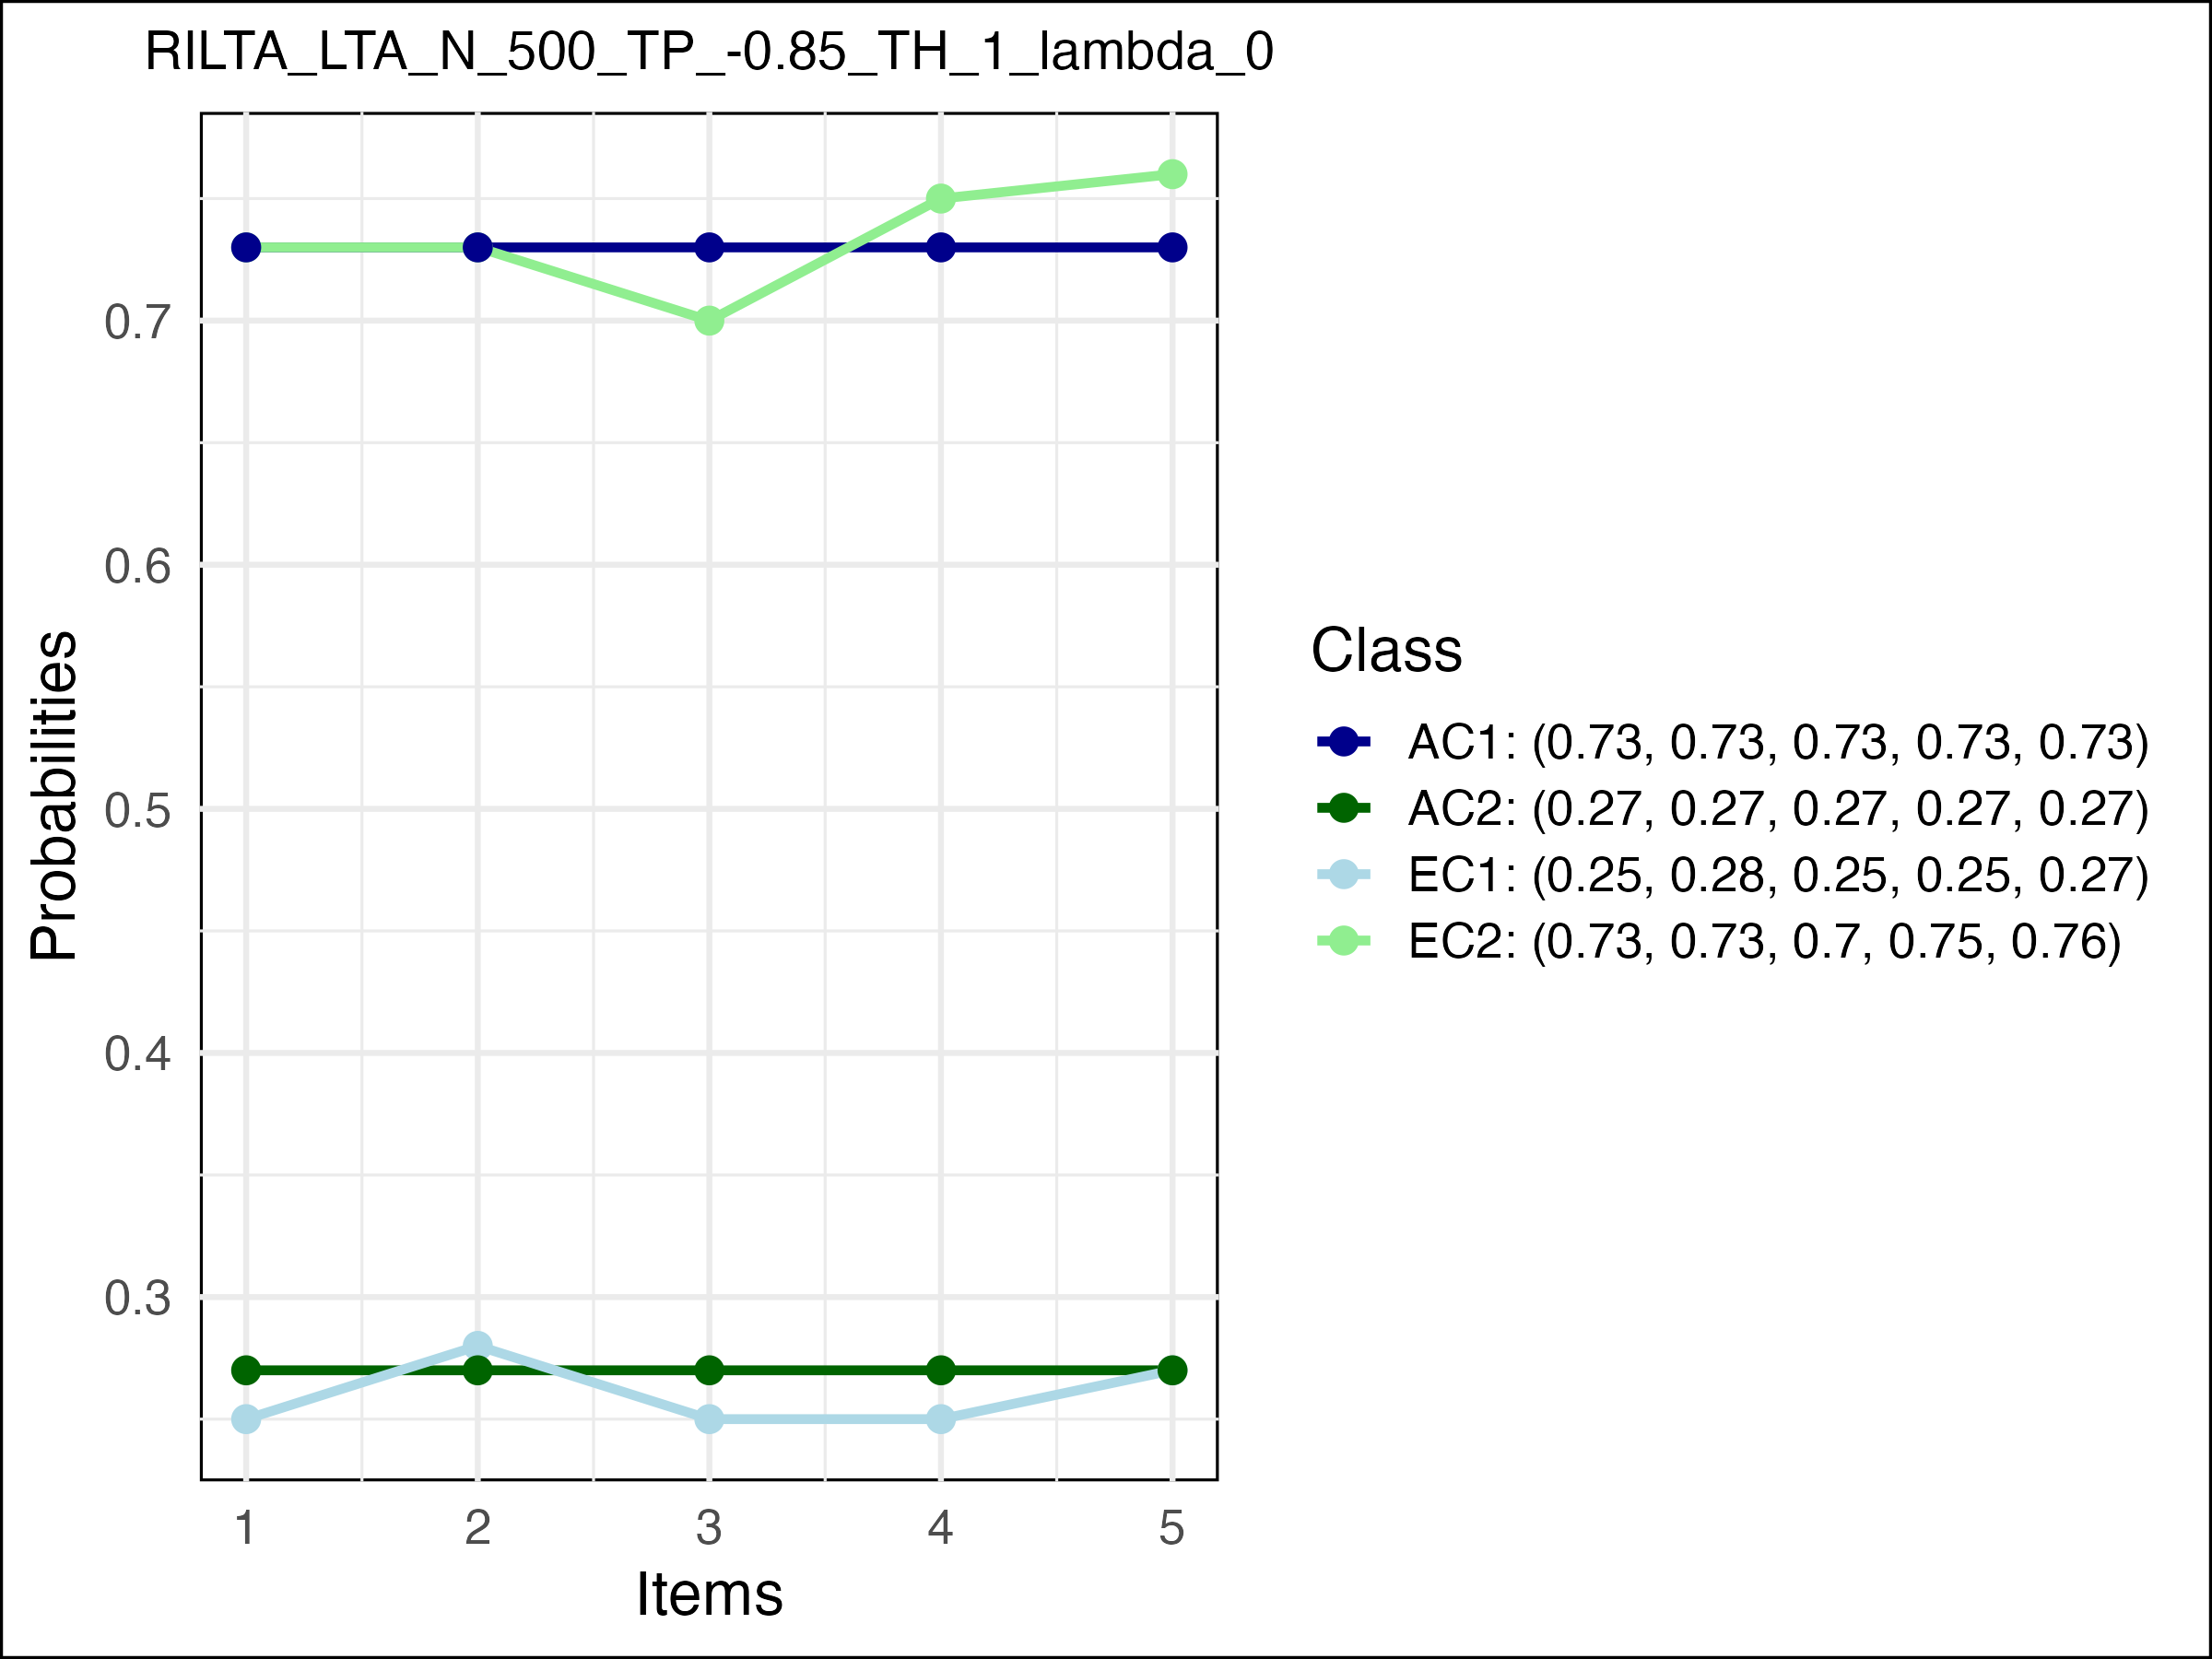 RILTA_LTA_N_500_TP_-0.85_TH_1_lambda_0
Probabilities
0.7
0.6
0.5
0.4
0.3
1 2 3 4 5
Items
Class
AC1: (0.73, 0.73, 0.73, 0.73, 0.73)
AC2: (0.27, 0.27, 0.27, 0.27, 0.27)
EC1: (0.25, 0.28, 0.25, 0.25, 0.27)
EC2: (0.73, 0.73, 0.7, 0.75, 0.76)